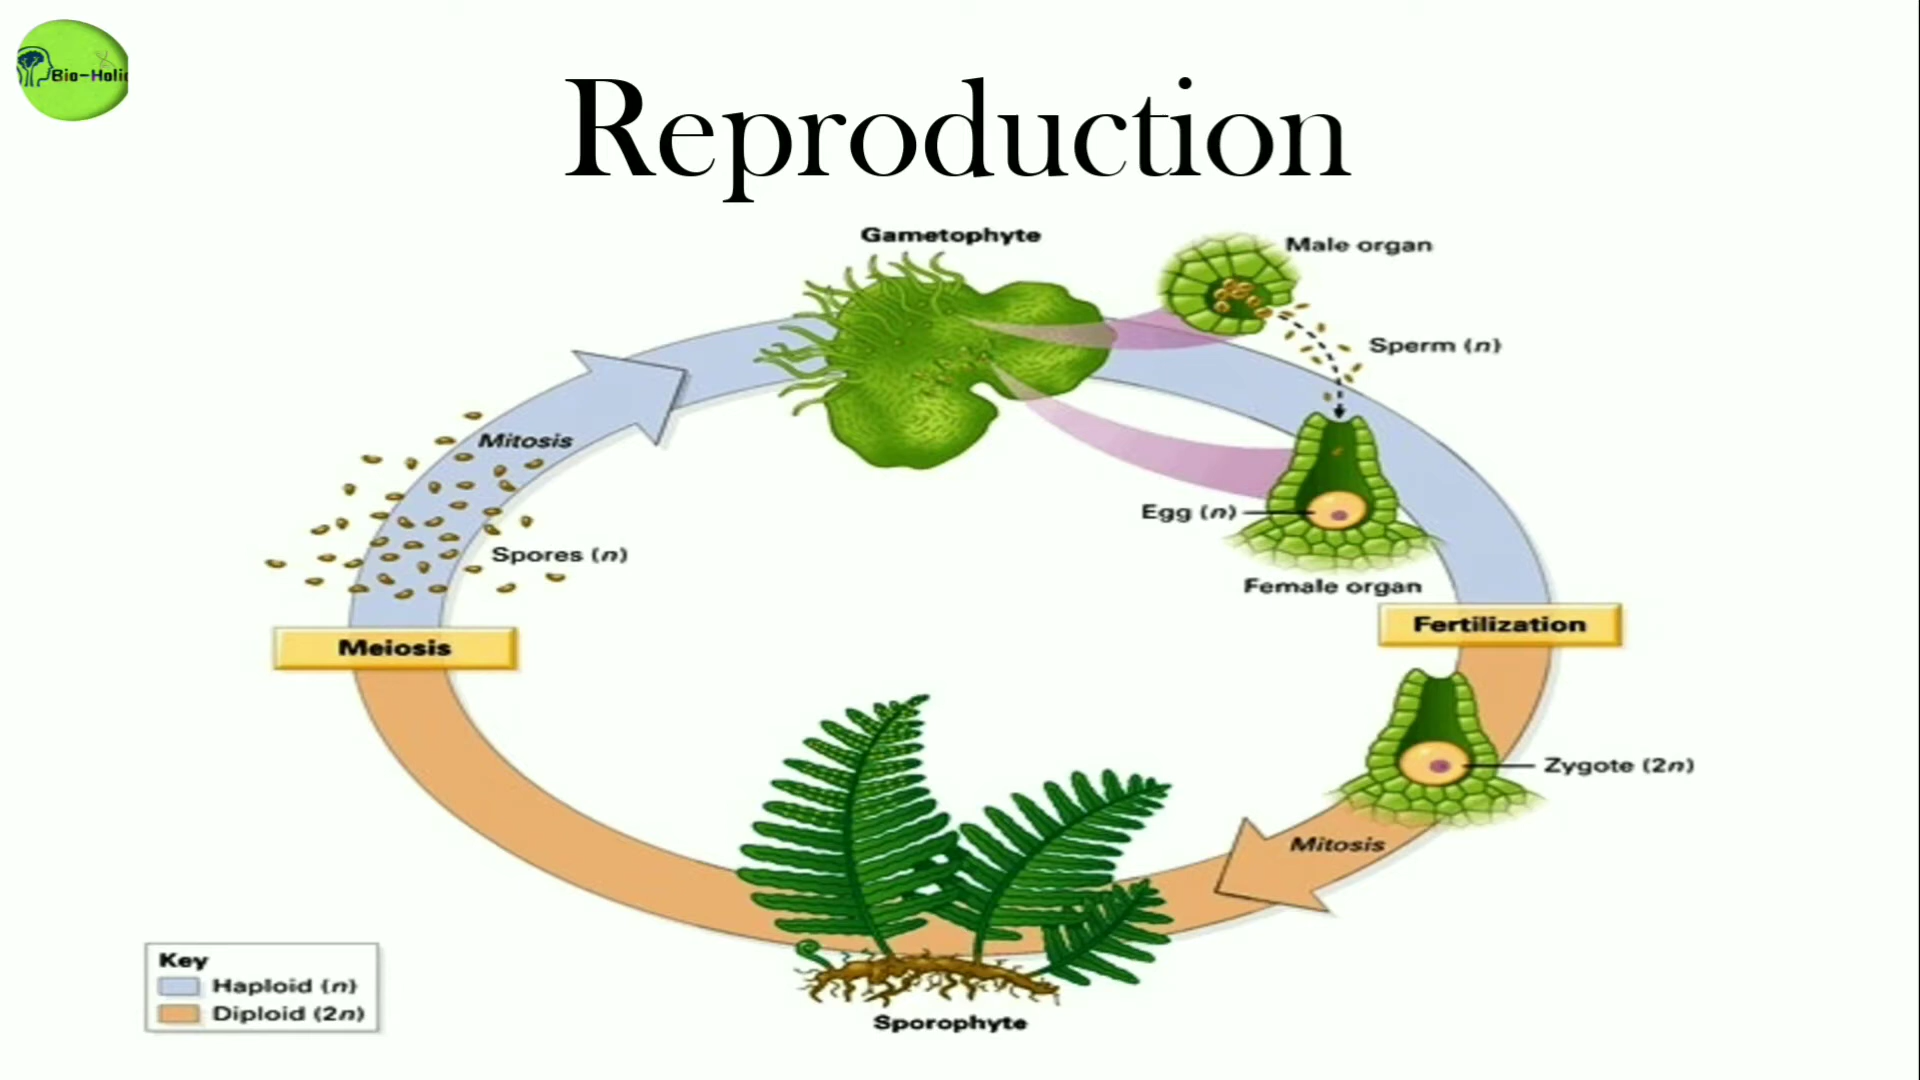 Bio-Holic
Reproduction
Gametophyte
Male organ
Sperm (n)
Mitosis
Egg (n)
Spores (n)
Female organ
Fertilization
Meiosis
Zygote (2n)
Mitosis
Key
Haploid (n)
Diploid (2n)
Sporophyte